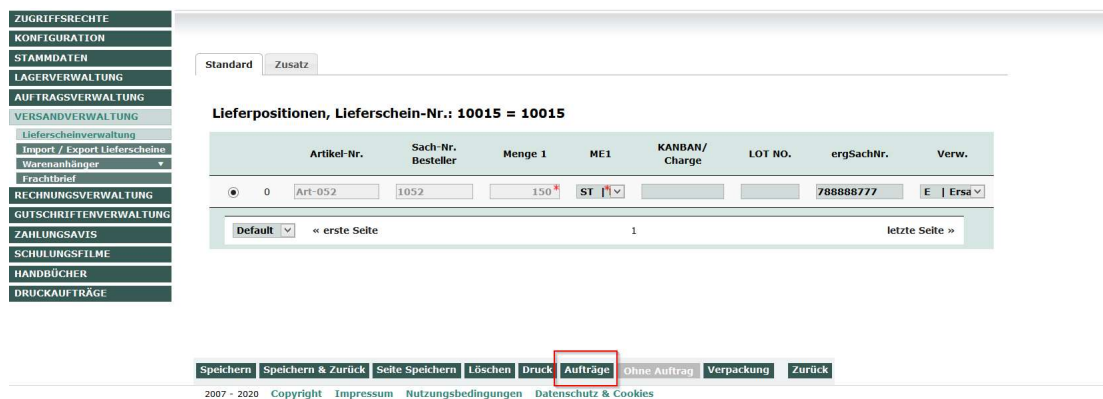 ZUGRIFFSRECHTE
KONFIGURATION
STAMMDATEN
LAGERVERWALTUNG
AUFTRAGSVERWALTUNG
VERSANDVERWALTUNG
Lieferscheinverwaltung
Import / Export Lieferscheine
Warenanhänger
Frachtbrief
RECHNUNGSVERWALTUNG
GUTSCHRIFTENVERWALTUNG
ZAHLUNGSAVIS
SCHULUNGSFILME
HANDBÜCHER
DRUCKAUFTRÄGE
Standard Zusatz
Lieferpositionen, Lieferschein-Nr.: 10015 = 10015
Artikel-Nr. Sach-Nr. Besteller Menge 1 ME1 KANBAN/ Charge LOT NO. ergSachNr. Verw.
0 Art-052 1052 150* ST |* 788888777 E | Ersa
Default « erste Seite 1 letzte Seite »
Speichern Speichern & Zurück Seite Speichern Löschen Druck Aufträge Ohne Auftrag Verpackung Zurück
2007 - 2020 Copyright Impressum Nutzungsbedingungen Datenschutz & Cookies